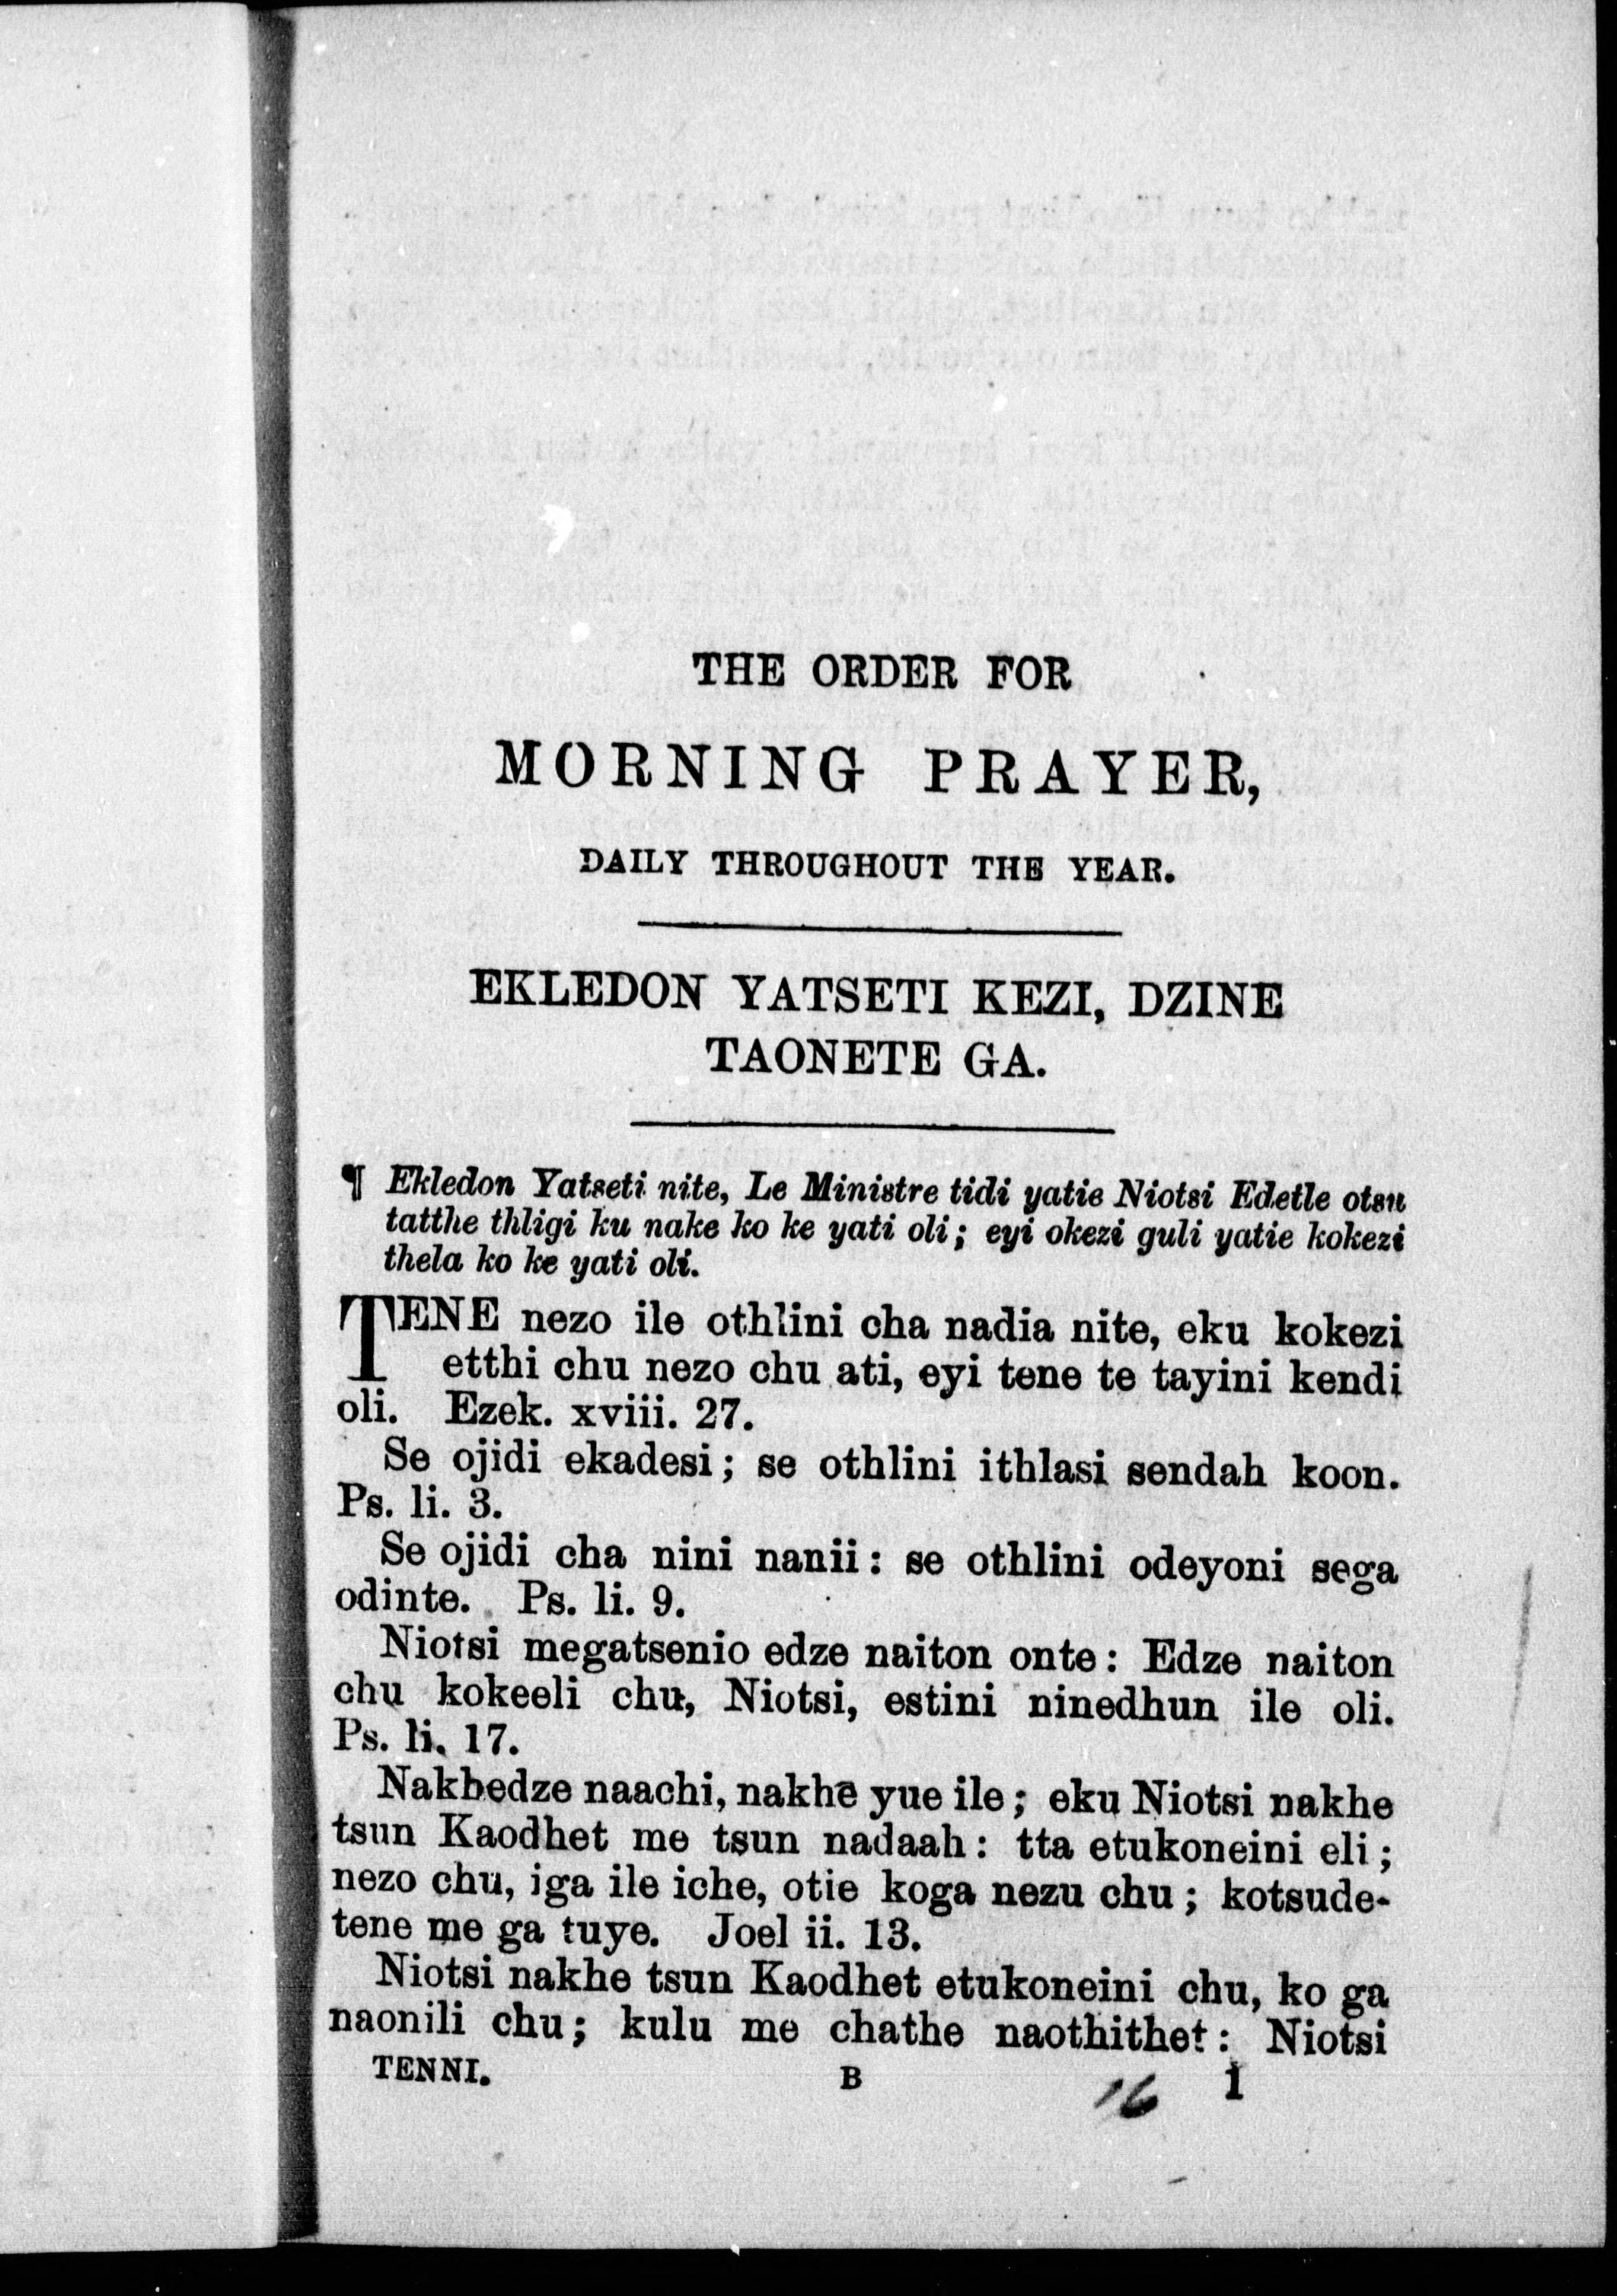 THE ORDER FOR
MORNING PRAYER,
DAILY THROUGHOUT THE YEAR.
EKLEDON YATSETI KEZI, DZINE
TAONETE GA.
¶ Ekledon Yatseti nite, Le Ministre tidi yatie Niotsi Edetle otsu
tatthe thligi ku nake ko ke yati oli; eyi okezi guli yatie kokezi
thela ko ke yati oli.
TENE nezo ile othlini cha nadia nite, eku kokezi
etthi chu nezo chu ati, eyi tene te tayini kendi
oli. Ezek. xviii. 27.
Se ojidi ekadesi; se othlini ithlasi sendah koon.
Ps. li. 3.
Se ojidi cha nini nanii: se othlini odeyoni sega
odinte. Ps. li. 9.
Niotsi megatsenio edze naiton onte: Edze naiton
chu kokeeli chu, Niotsi, estini ninedhun ile oli.
Ps. li. 17.
Nakhedze naachi, nakhē yue ile; eku Niotsi nakhe
tsun Kaodhet me tsun nadaah: tta etukoneini eli;
nezo chu, iga ile iche, otie koga nezu chu; kotsude-
tene me ga tuye. Joel ii. 13.
Niotsi nakhe tsun Kaodhet etukoneini chu, ko ga
naonili chu; kulu me chathe naothithet: Niotsi
TENNI. B 16 1